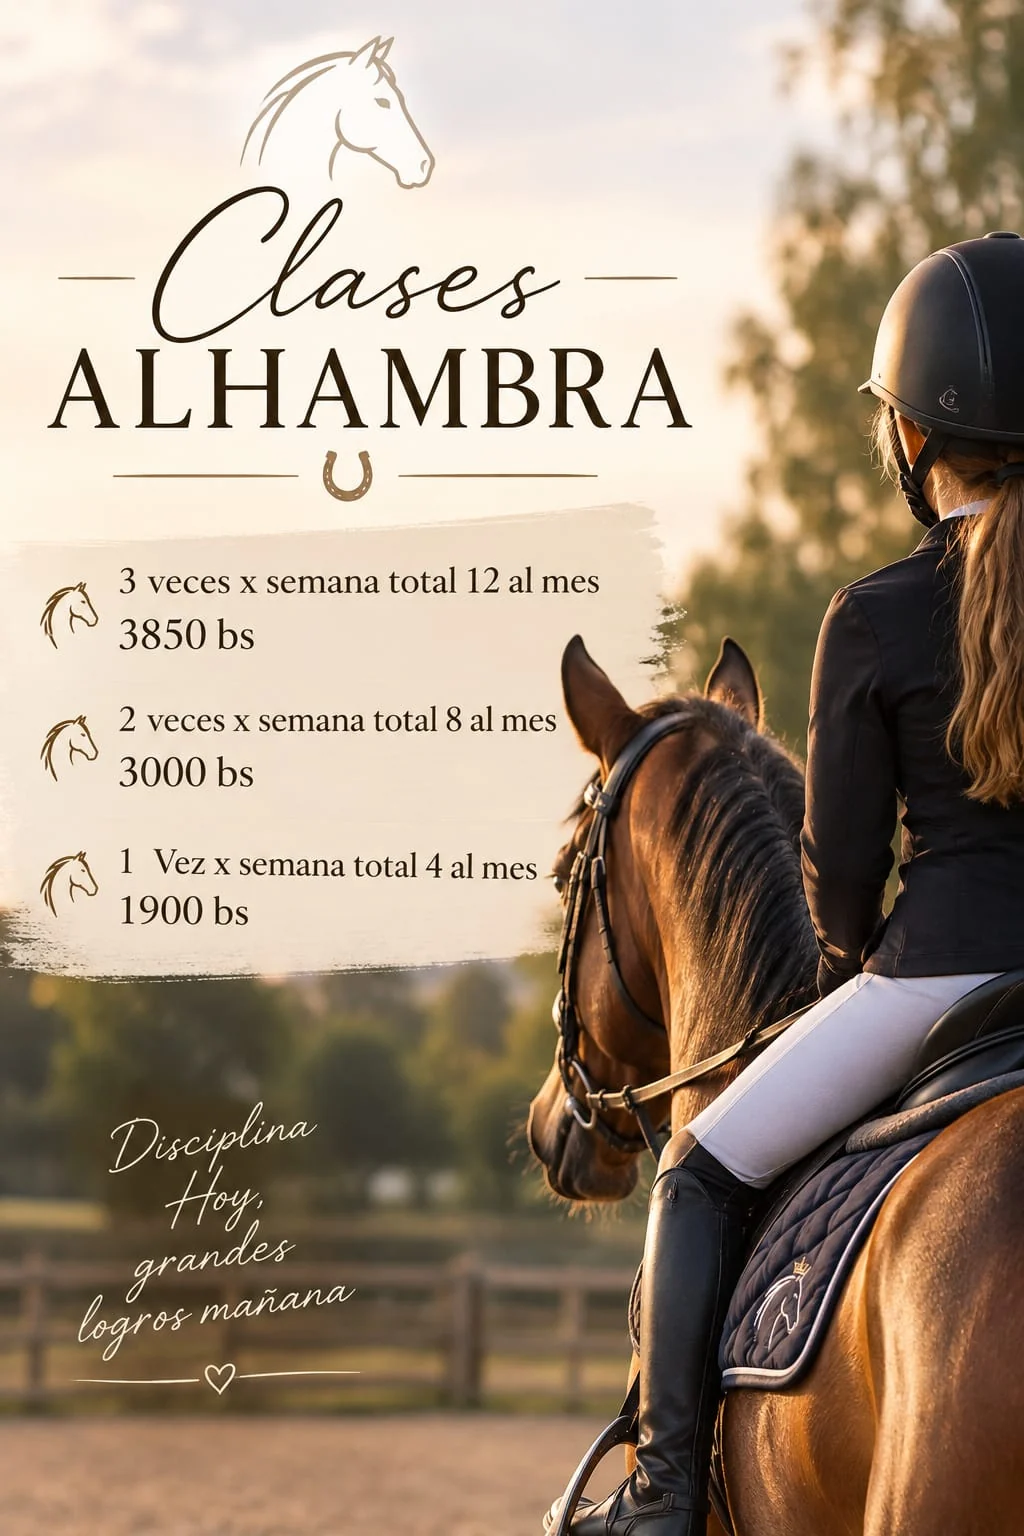 Clases
ALHAMBRA
3 veces x semana total 12 al mes
3850 bs
2 veces x semana total 8 al mes
3000 bs
1 Vez x semana total 4 al mes
1900 bs
Disciplina
Hoy,
grandes
logros mañana